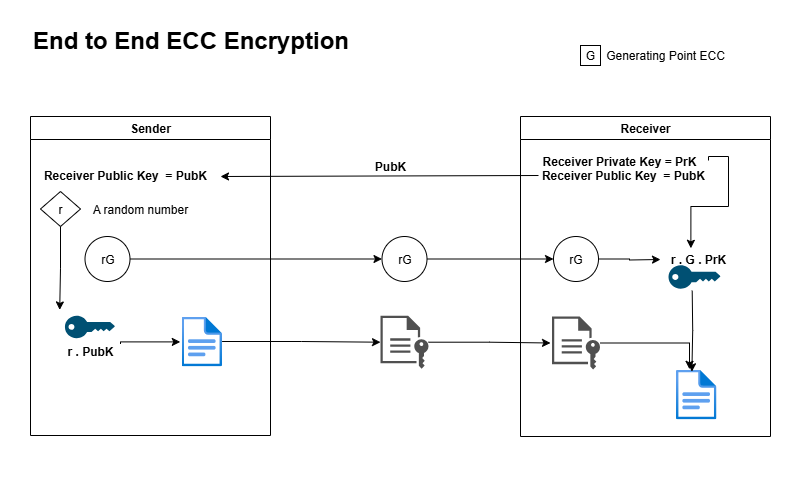 End to End ECC Encryption
G Generating Point ECC
Sender
Receiver
Receiver Public Key = PubK
PubK
Receiver Private Key = PrK
Receiver Public Key = PubK
r
A random number
rG
rG
rG
r . G . PrK
r . PubK